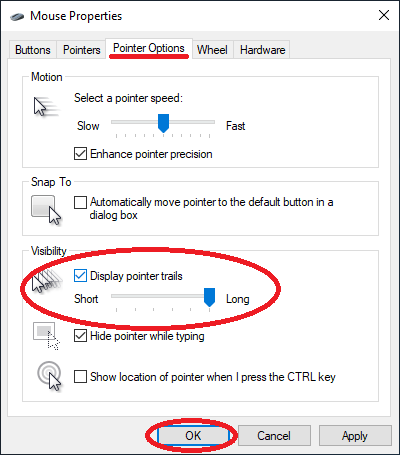 Mouse Properties
Buttons Pointers Pointer Options Wheel Hardware
Motion
Select a pointer speed:
Slow Fast
Enhance pointer precision
Snap To
Automatically move pointer to the default button in a
dialog box
Visibility
Display pointer trails
Short Long
Hide pointer while typing
Show location of pointer when I press the CTRL key
OK Cancel Apply